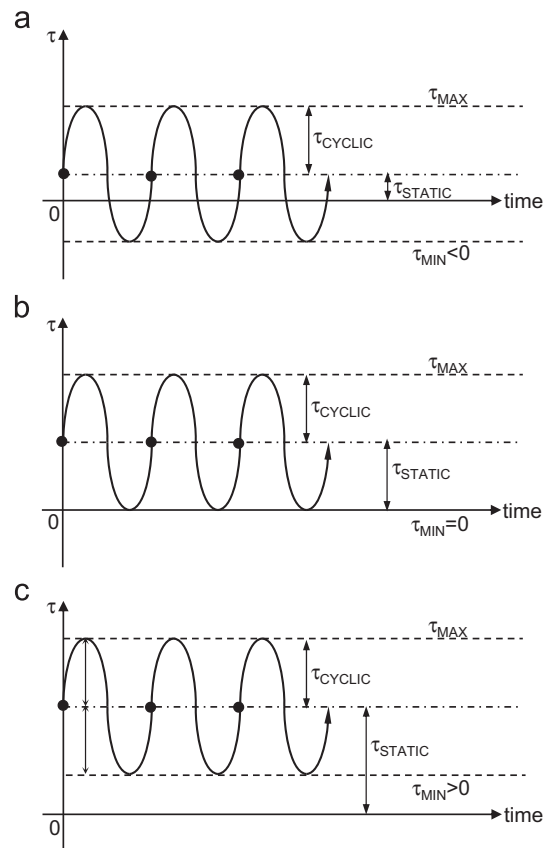 a
τ
τMAX
τCYCLIC
τSTATIC
0
time
τMIN<0
b
τ
τMAX
τCYCLIC
τSTATIC
0
τMIN=0
time
c
τ
τMAX
τCYCLIC
τSTATIC
τMIN>0
0
time